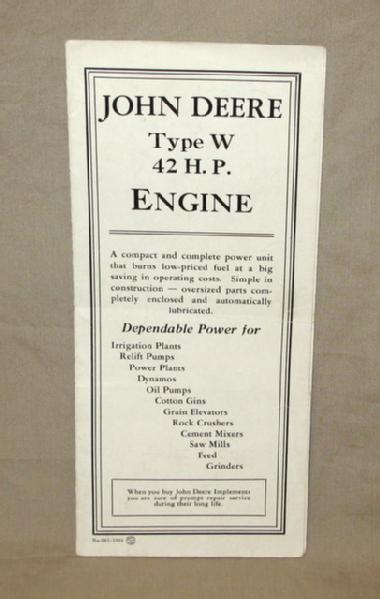 JOHN DEERE
Type W
42 H. P.
ENGINE
A compact and complete power unit
that burns low-priced fuel at a big
saving in operating costs. Simple in
construction — oversized parts com-
pletely enclosed and automatically
lubricated.
Dependable Power for
Irrigation Plants
Relift Pumps
Power Plants
Dynamos
Oil Pumps
Cotton Gins
Grain Elevators
Rock Crushers
Cement Mixers
Saw Mills
Feed
Grinders
When you buy John Deere Implements
you are sure of prompt repair service
during their long life.